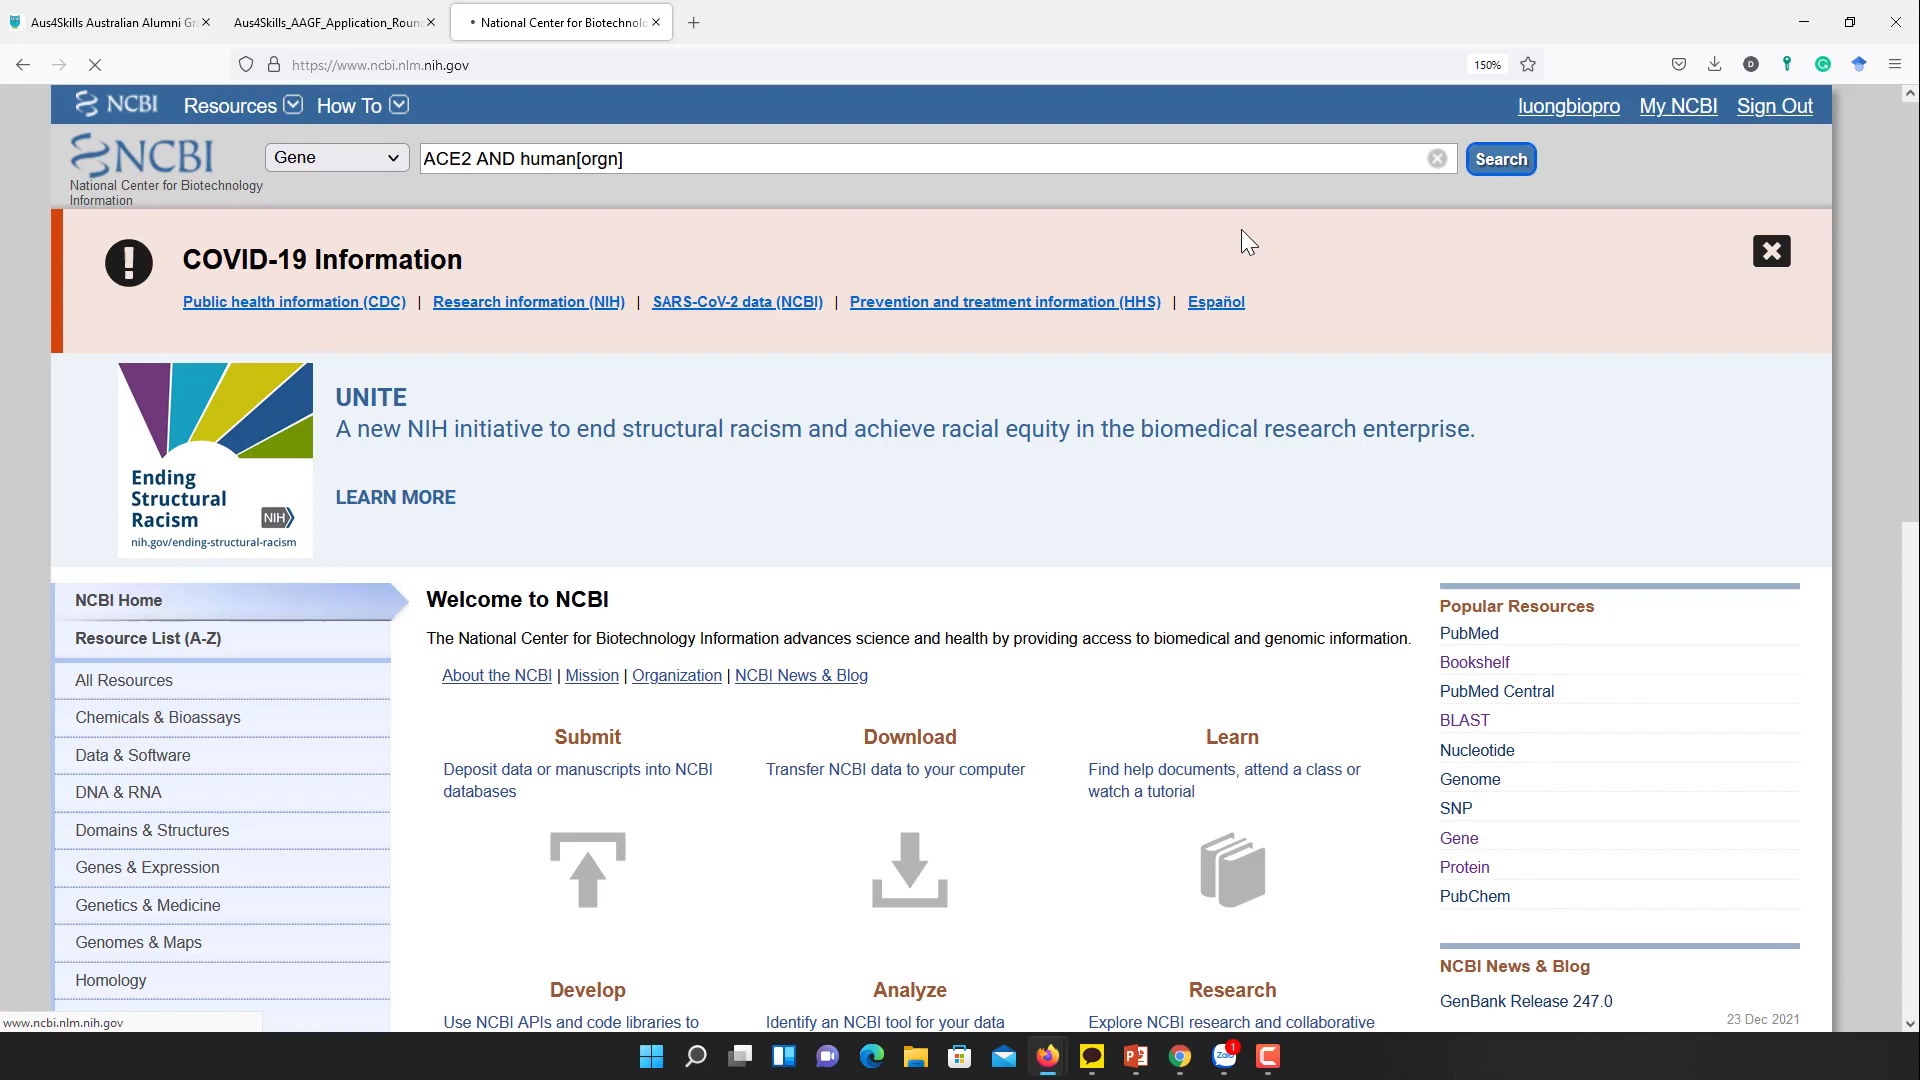 Aus4Skills Australian Alumni Gr
Aus4Skills_AAGF_Application_Roun
National Center for Biotechnolo
https://www.ncbi.nlm.nih.gov
150%
NCBI
Resources
How To
luongbiopro
My NCBI
Sign Out
NCBI
National Center for Biotechnology
Information
Gene
ACE2 AND human[orgn]
Search
COVID-19 Information
Public health information (CDC) | Research information (NIH) | SARS-CoV-2 data (NCBI) | Prevention and treatment information (HHS) | Español
Ending
Structural
Racism
NIH
nih.gov/ending-structural-racism
UNITE
A new NIH initiative to end structural racism and achieve racial equity in the biomedical research enterprise.
LEARN MORE
NCBI Home
Resource List (A-Z)
All Resources
Chemicals & Bioassays
Data & Software
DNA & RNA
Domains & Structures
Genes & Expression
Genetics & Medicine
Genomes & Maps
Homology
Welcome to NCBI
The National Center for Biotechnology Information advances science and health by providing access to biomedical and genomic information.
About the NCBI | Mission | Organization | NCBI News & Blog
Submit
Deposit data or manuscripts into NCBI
databases
Download
Transfer NCBI data to your computer
Learn
Find help documents, attend a class or
watch a tutorial
Develop
Use NCBI APIs and code libraries to
Analyze
Identify an NCBI tool for your data
Research
Explore NCBI research and collaborative
Popular Resources
PubMed
Bookshelf
PubMed Central
BLAST
Nucleotide
Genome
SNP
Gene
Protein
PubChem
NCBI News & Blog
GenBank Release 247.0
23 Dec 2021
www.ncbi.nlm.nih.gov
Zalo
1